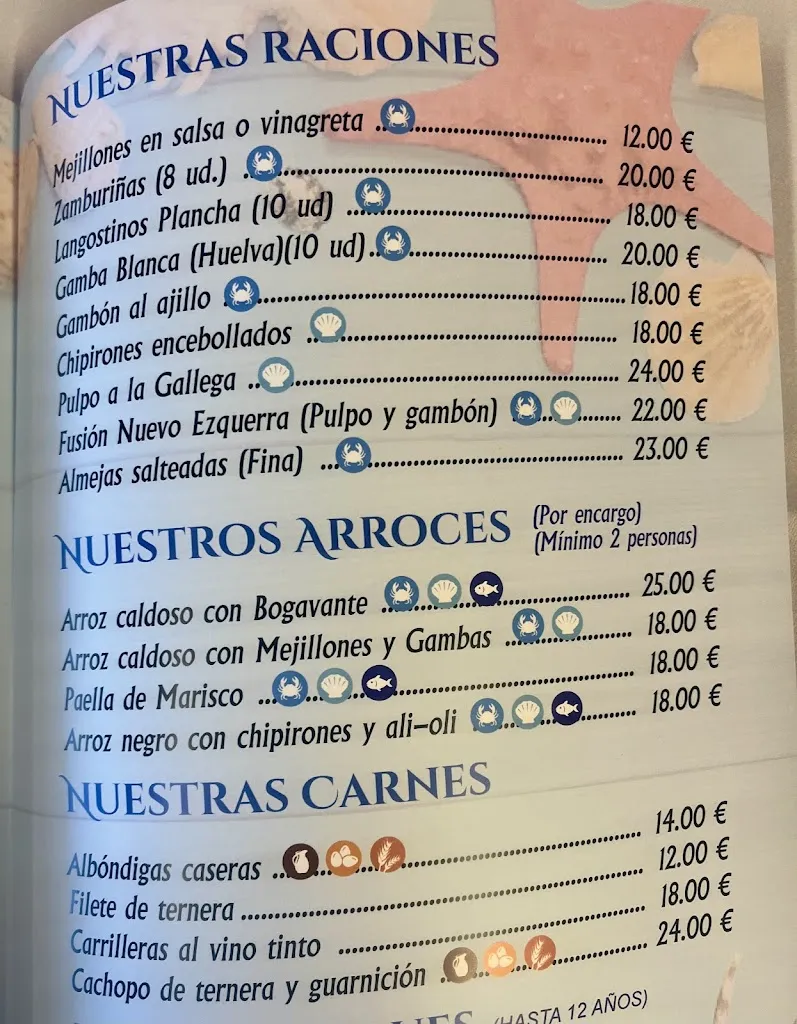 NUESTRAS RACIONES
Mejillones en salsa o vinagreta ........ 12.00 €
Zamburiñas (8 ud.) ........ 20.00 €
Langostinos Plancha (10 ud) ........ 18.00 €
Gamba Blanca (Huelva)(10 ud) ........ 20.00 €
Gambón al ajillo ........ 18.00 €
Chipirones encebollados ........ 18.00 €
Pulpo a la Gallega ........ 24.00 €
Fusión Nuevo Ezquerra (Pulpo y gambón) ........ 22.00 €
Almejas salteadas (Fina) ........ 23.00 €
NUESTROS ARROCES (Por encargo)
(Mínimo 2 personas)
Arroz caldoso con Bogavante ........ 25.00 €
Arroz caldoso con Mejillones y Gambas ........ 18.00 €
Paella de Marisco ........ 18.00 €
Arroz negro con chipirones y ali-oli ........ 18.00 €
NUESTRAS CARNES
Albóndigas caseras ........ 14.00 €
Filete de ternera ........ 12.00 €
Carrilleras al vino tinto ........ 18.00 €
Cachopo de ternera y guarnición ........ 24.00 €
(HASTA 12 AÑOS)